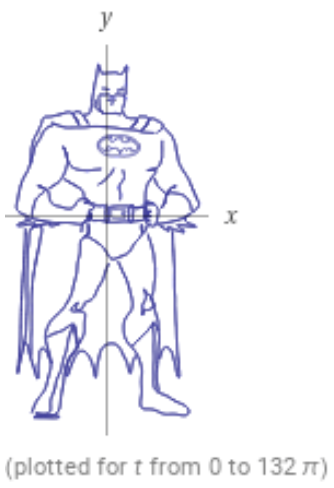 y
x
(plotted for t from 0 to 132 π)